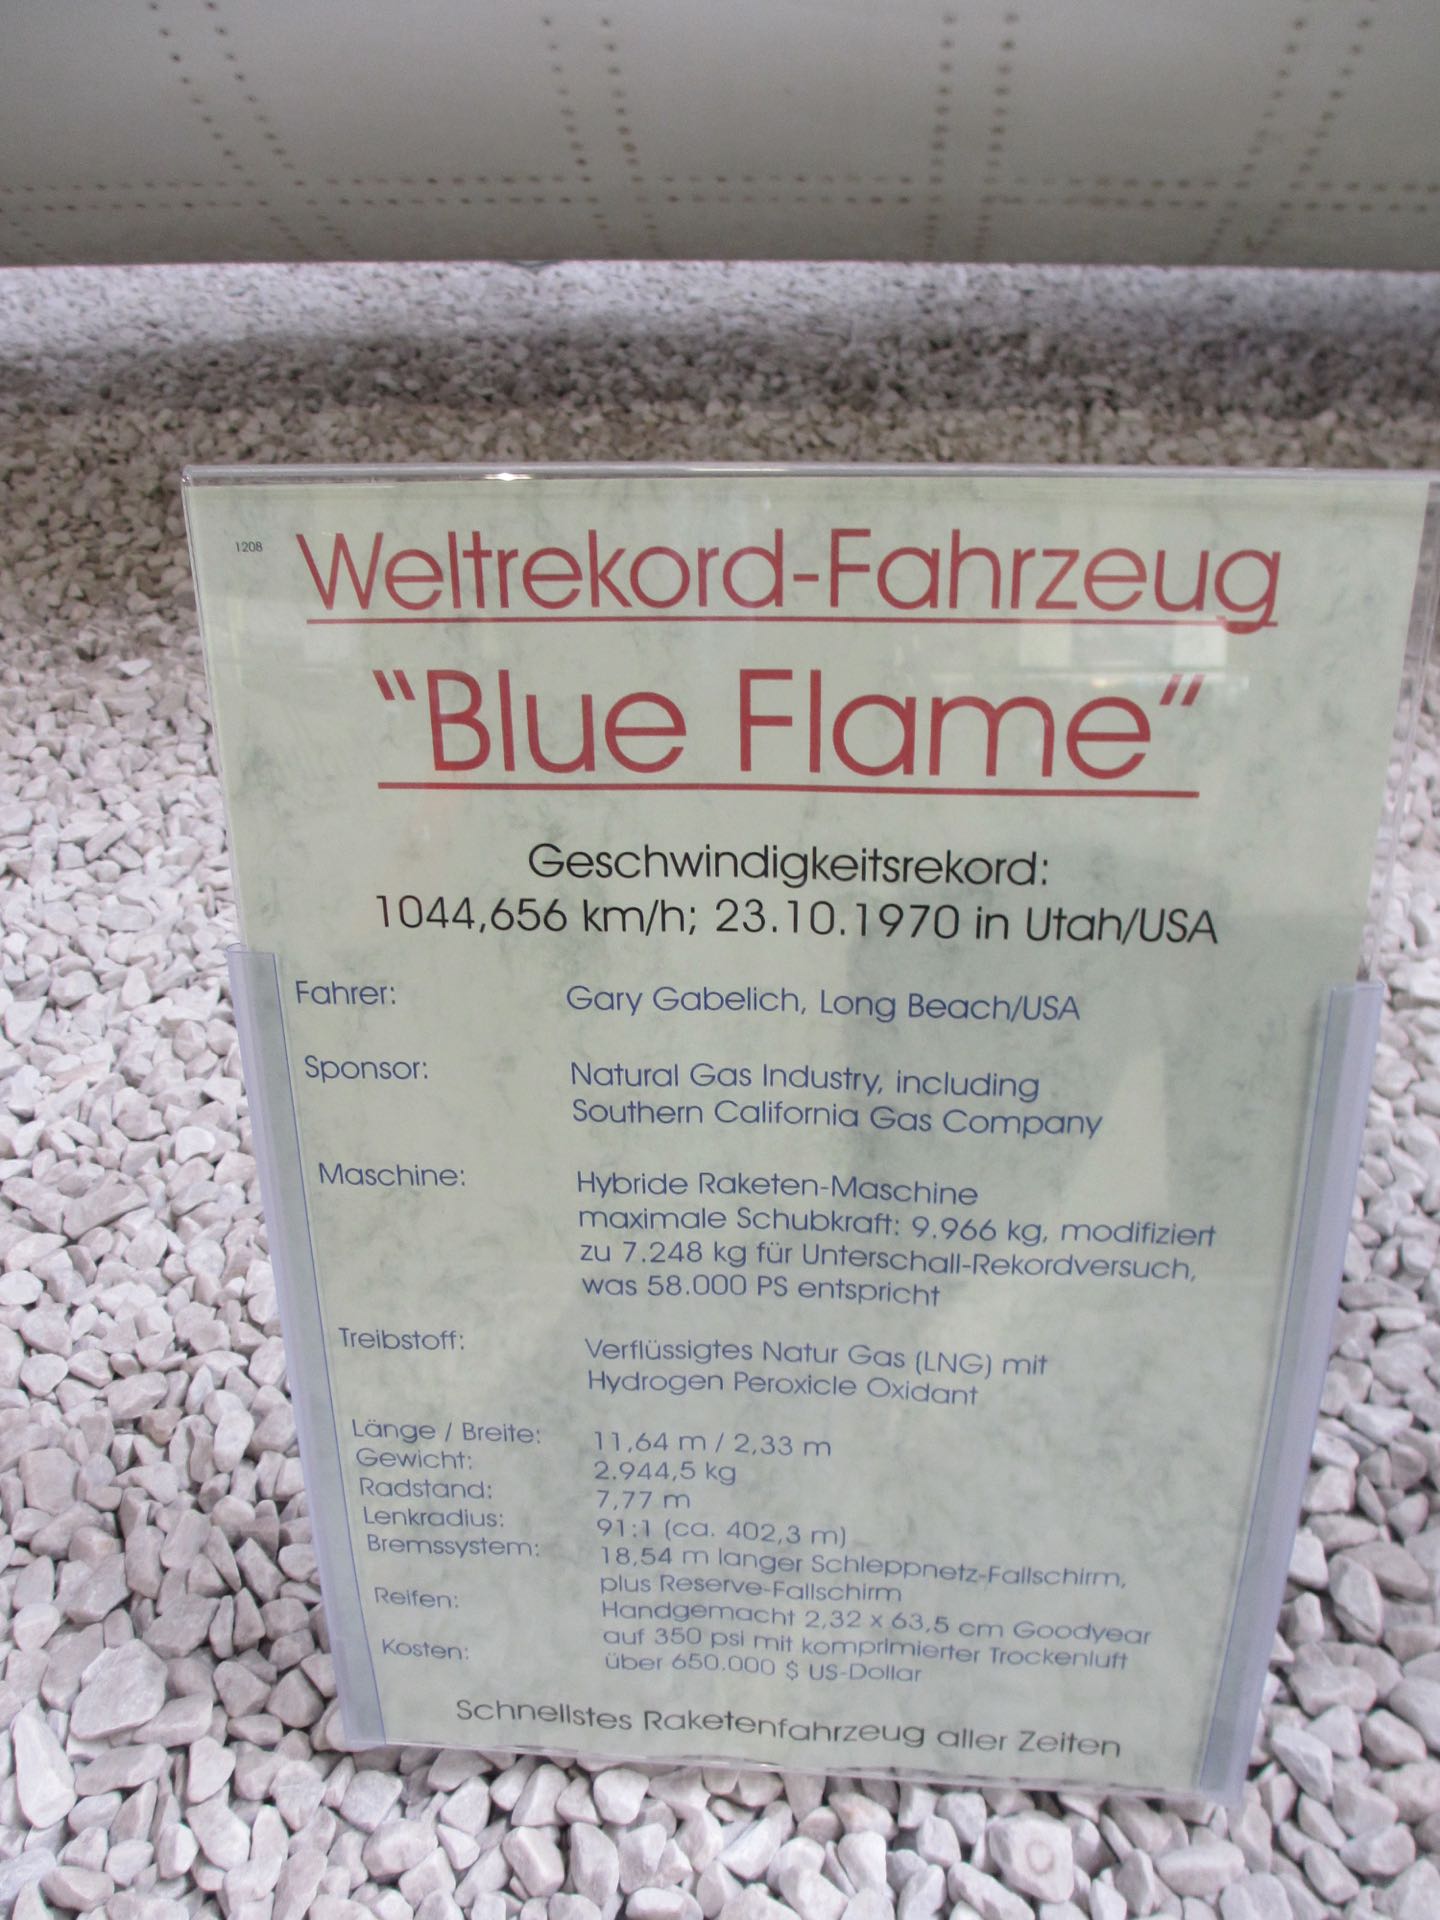 1208
Weltrekord-Fahrzeug
"Blue Flame"
Geschwindigkeitsrekord:
1044,656 km/h; 23.10.1970 in Utah/USA
Fahrer: Gary Gabelich, Long Beach/USA
Sponsor: Natural Gas Industry, including
Southern California Gas Company
Maschine: Hybride Raketen-Maschine
maximale Schubkraft: 9.966 kg, modifiziert
zu 7.248 kg für Unterschall-Rekordversuch,
was 58.000 PS entspricht
Treibstoff: Verflüssigtes Natur Gas (LNG) mit
Hydrogen Peroxicle Oxidant
Länge / Breite: 11,64 m / 2,33 m
Gewicht: 2.944,5 kg
Radstand: 7,77 m
Lenkradius: 91:1 (ca. 402,3 m)
Bremssystem: 18,54 m langer Schleppnetz-Fallschirm,
plus Reserve-Fallschirm
Reifen: Handgemacht 2,32 x 63,5 cm Goodyear
auf 350 psi mit komprimierter Trockenluft
Kosten: über 650.000 $ US-Dollar
Schnellstes Raketenfahrzeug aller Zeiten